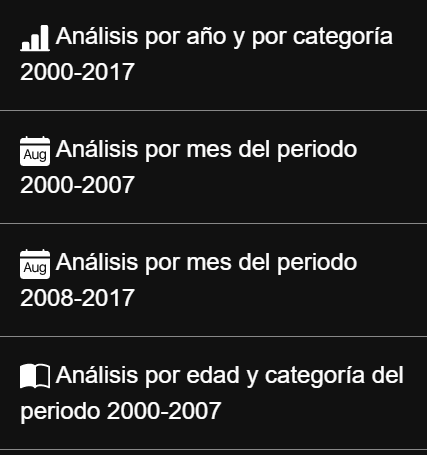 Análisis por año y por categoría
2000-2017
Aug Análisis por mes del periodo
2000-2007
Aug Análisis por mes del periodo
2008-2017
Análisis por edad y categoría del
periodo 2000-2007